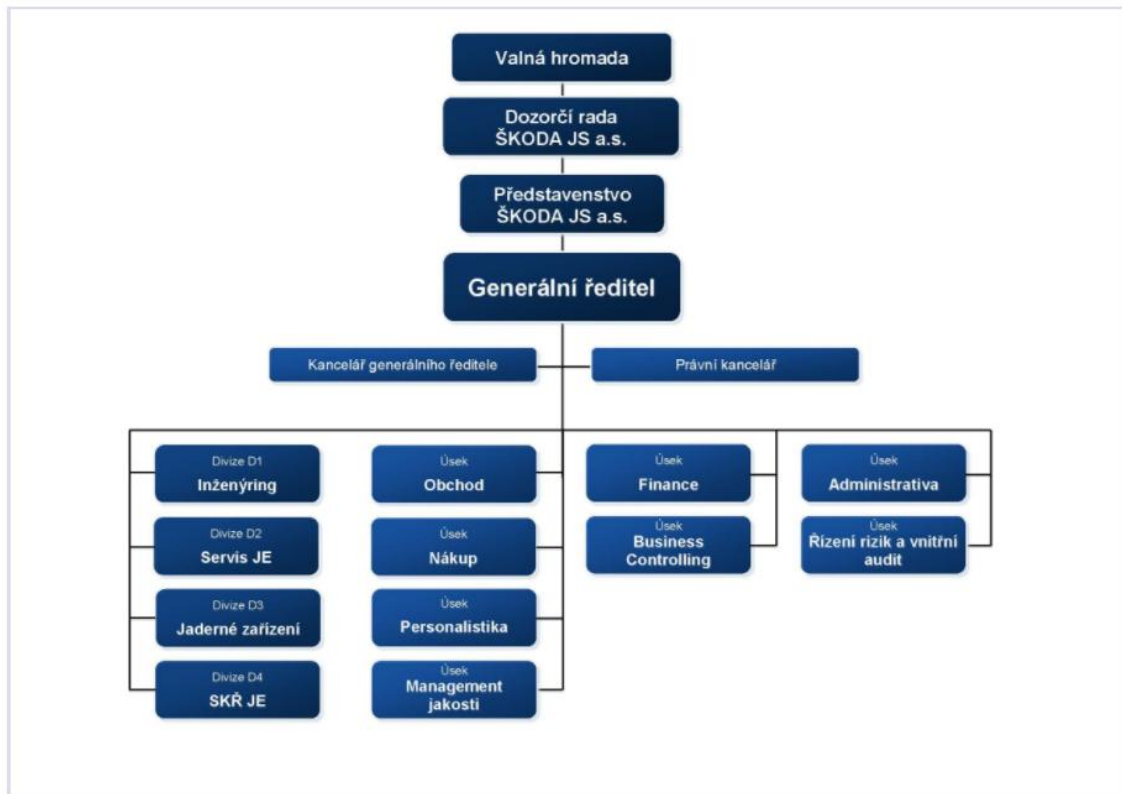 Valná hromada
Dozorčí rada
ŠKODA JS a.s.
Představenstvo
ŠKODA JS a.s.
Generální ředitel
Kancelář generálního ředitele
Právní kancelář
Divize D1
Inženýring
Divize D2
Servis JE
Divize D3
Jaderné zařízení
Divize D4
SKŘ JE
Úsek
Obchod
Úsek
Nákup
Úsek
Personalistika
Úsek
Management
jakosti
Úsek
Finance
Úsek
Business
Controlling
Úsek
Administrativa
Úsek
Řízení rizik a vnitřní
audit